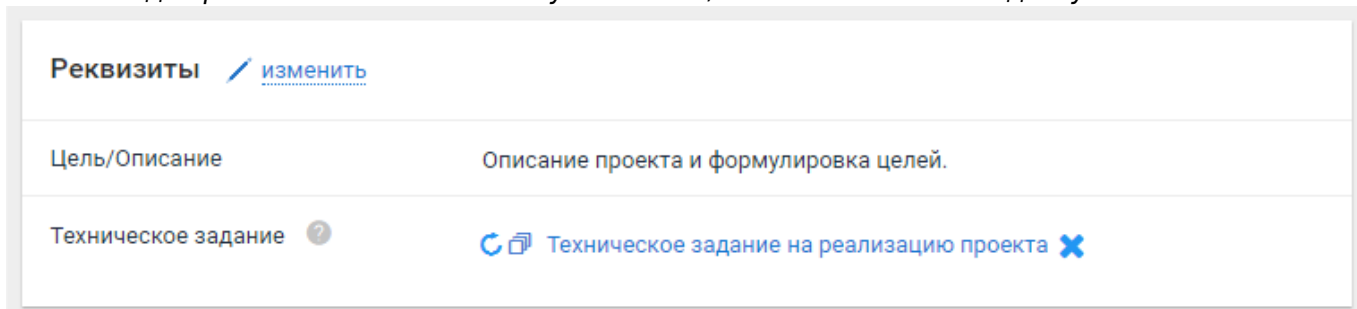 Реквизиты изменить
Цель/Описание Описание проекта и формулировка целей.
Техническое задание ? Техническое задание на реализацию проекта